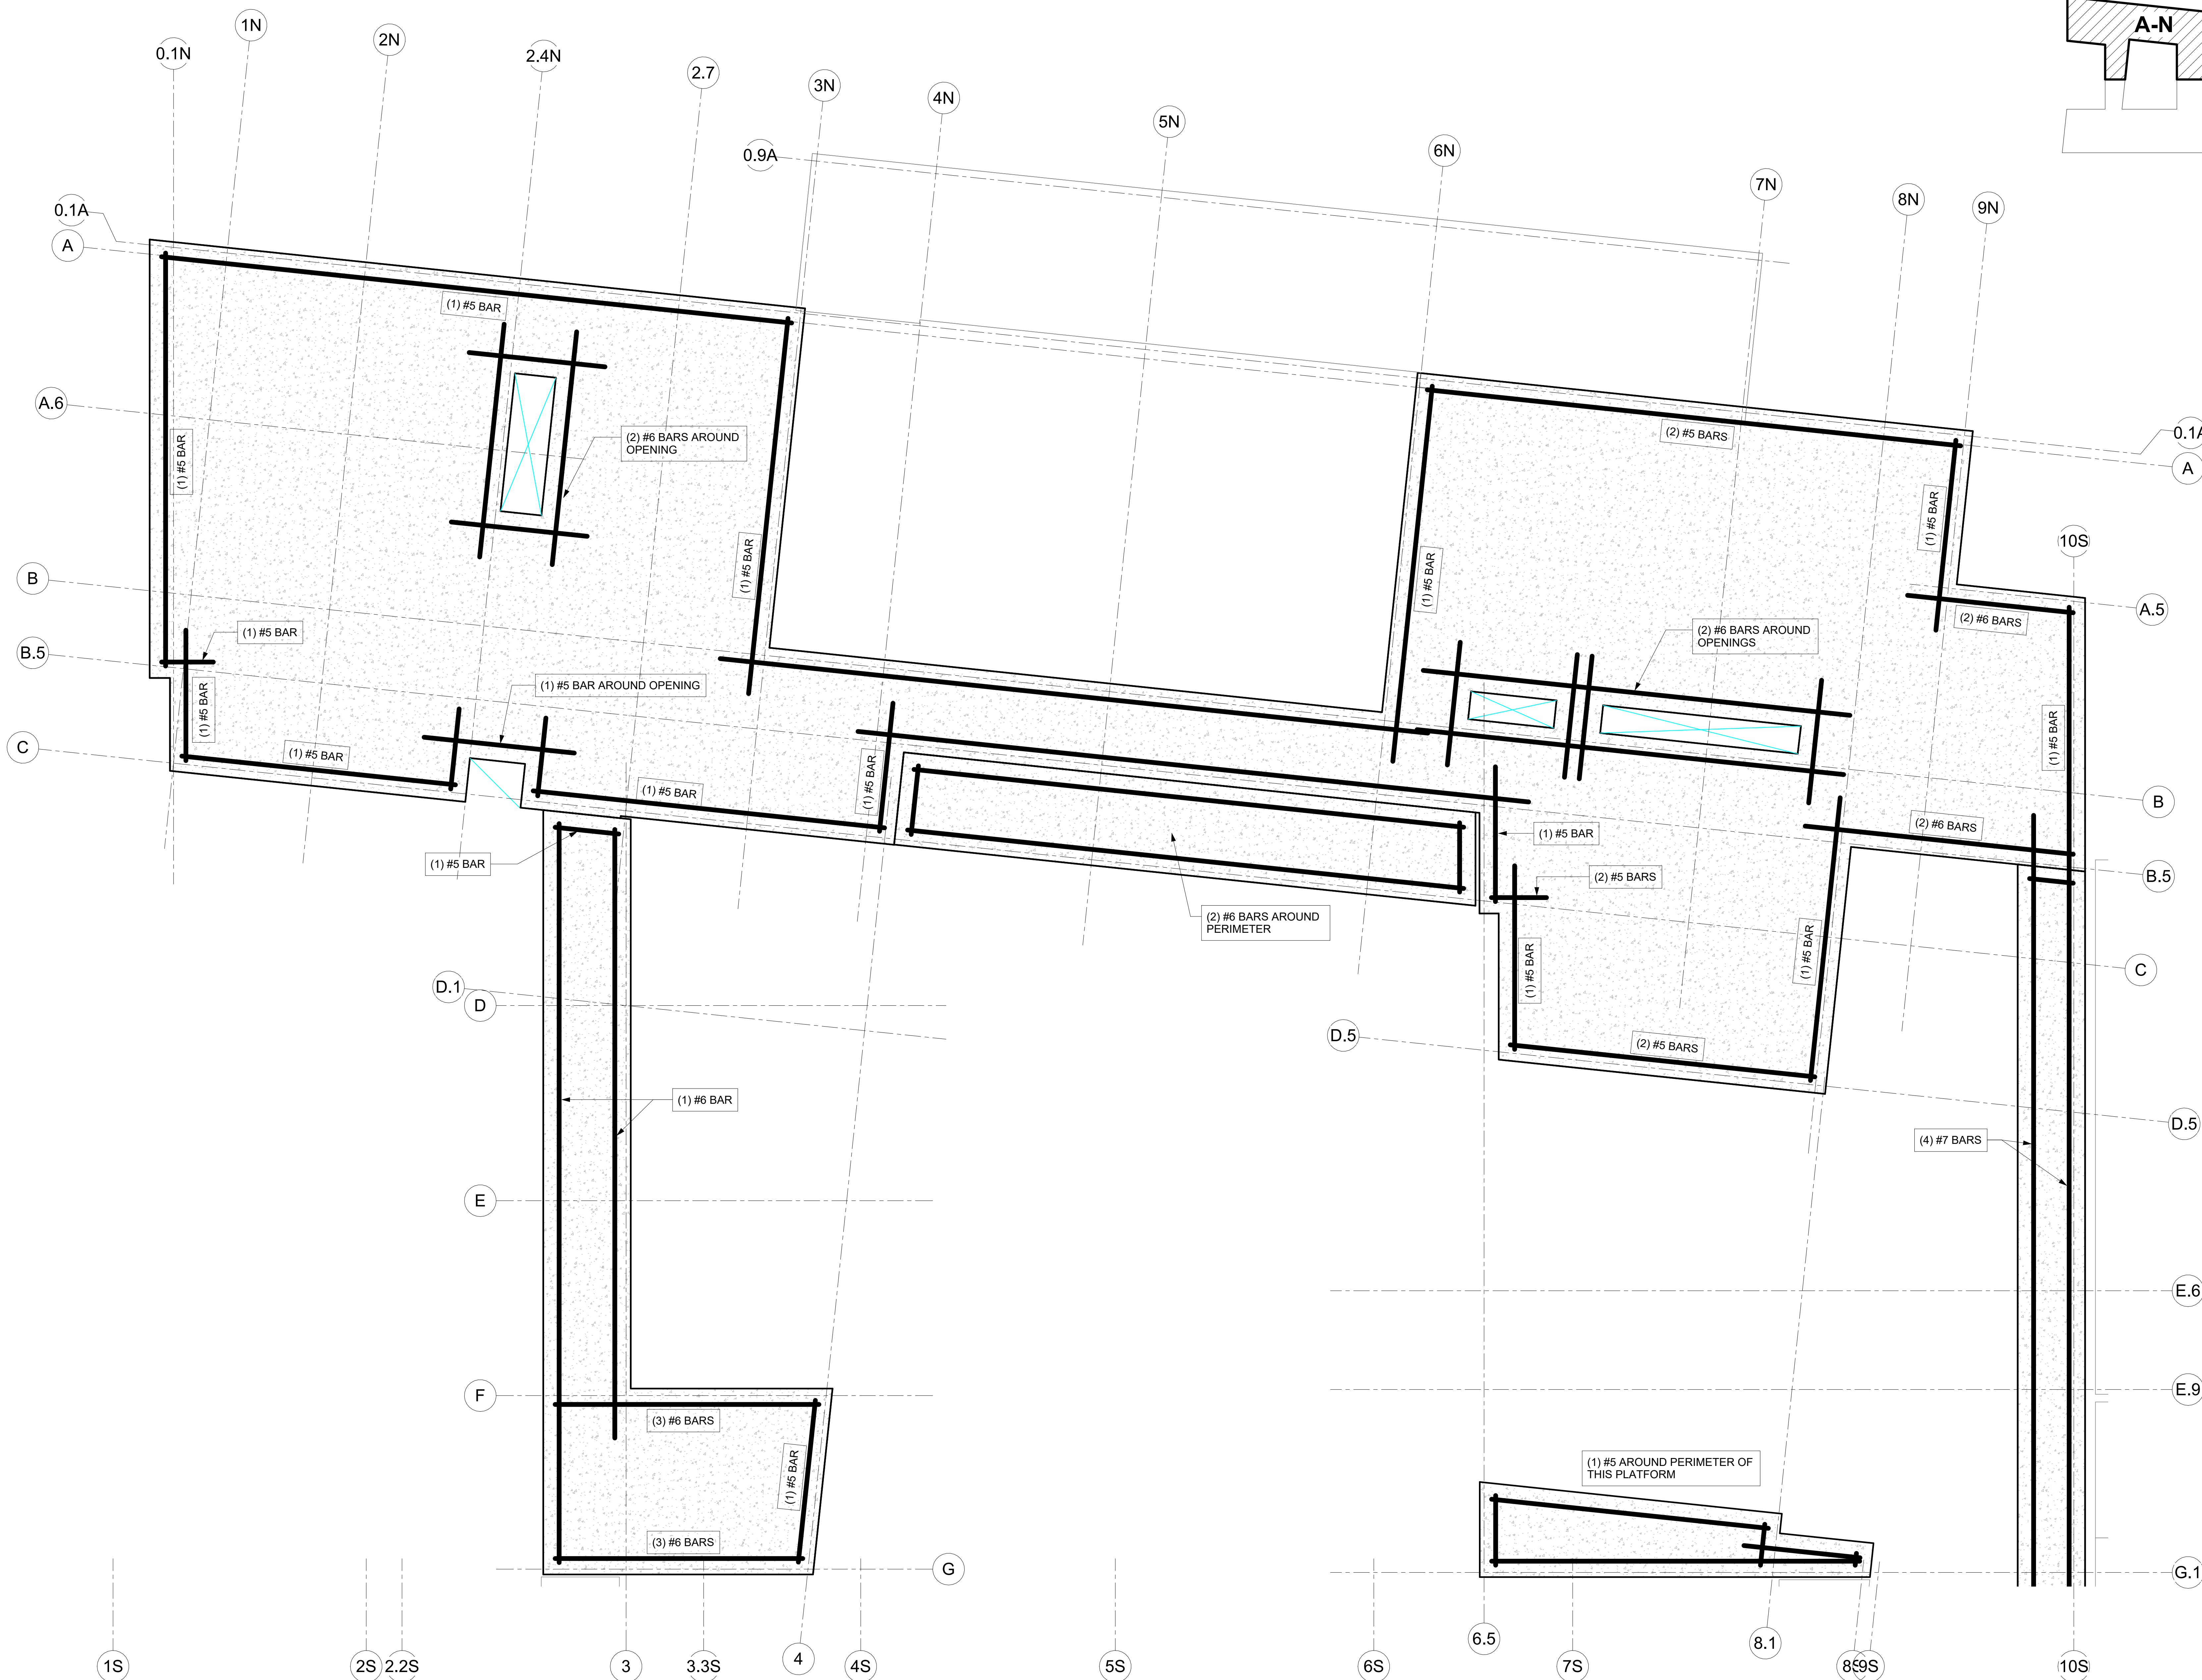 A-N
1N
0.1N
2N
2.4N
2.7
3N
4N
5N
6N
7N
8N
9N
0.9A
0.1A
A
A.6
B
B.5
C
0.1A
A
10S
A.5
B
B.5
C
D.5
(1) #5 BAR
(1) #5 BAR
(2) #6 BARS AROUND
OPENING
(1) #5 BAR
(1) #5 BAR
(1) #5 BAR
(1) #5 BAR AROUND OPENING
(1) #5 BAR
(1) #5 BAR
(1) #5 BAR
(1) #5 BAR
(2) #5 BARS
(1) #5 BAR
(1) #5 BAR
(2) #6 BARS
(2) #6 BARS AROUND
OPENINGS
(1) #5 BAR
(2) #6 BARS
(1) #5 BAR
(2) #5 BARS
(2) #6 BARS AROUND
PERIMETER
(1) #5 BAR
(1) #5 BAR
(2) #5 BARS
D.1
D
D.5
(1) #6 BAR
(4) #7 BARS
E
E.6
F
E.9
(3) #6 BARS
(1) #5 BAR
(3) #6 BARS
(1) #5 AROUND PERIMETER OF
THIS PLATFORM
G
G.1
1S
2S
2.2S
3
3.3S
4
4S
5S
6S
6.5
7S
8.1
8S
9S
10S